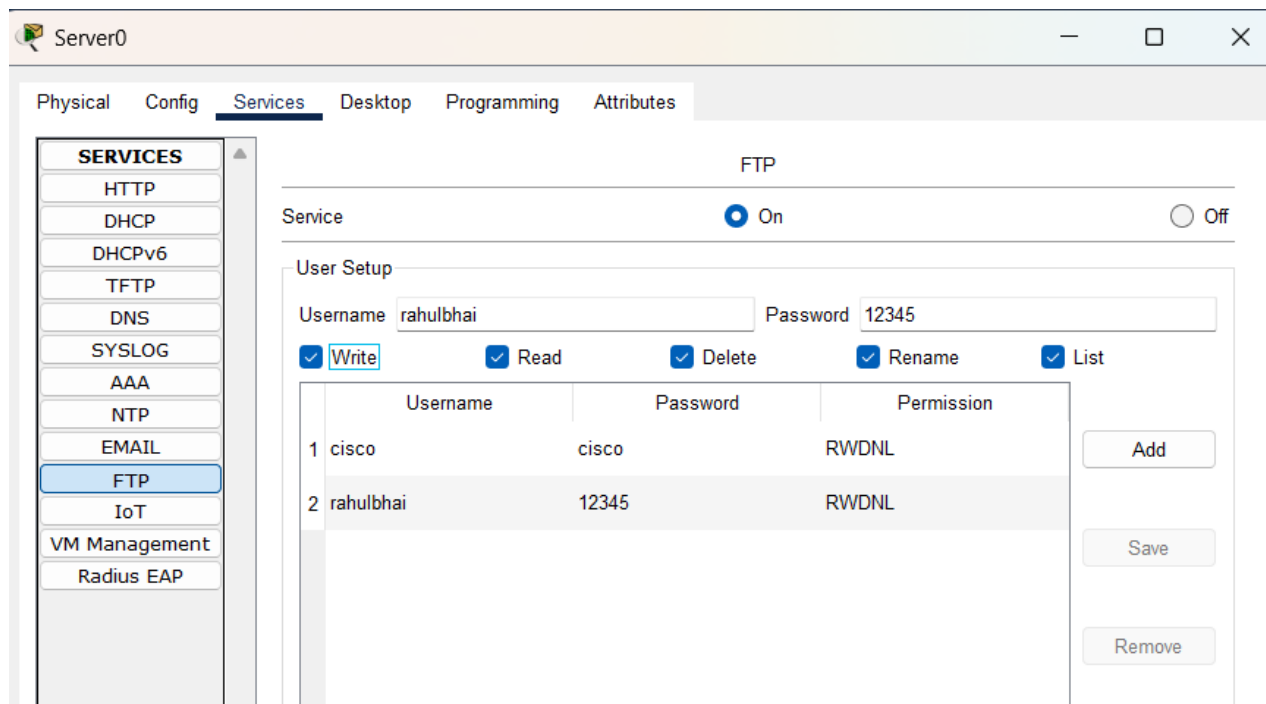 Server0
Physical Config Services Desktop Programming Attributes
SERVICES
HTTP
DHCP
DHCPv6
TFTP
DNS
SYSLOG
AAA
NTP
EMAIL
FTP
IoT
VM Management
Radius EAP
FTP
Service On Off
User Setup
Username rahulbhai Password 12345
Write Read Delete Rename List
Username Password Permission
1 cisco cisco RWDNL
2 rahulbhai 12345 RWDNL
Add
Save
Remove